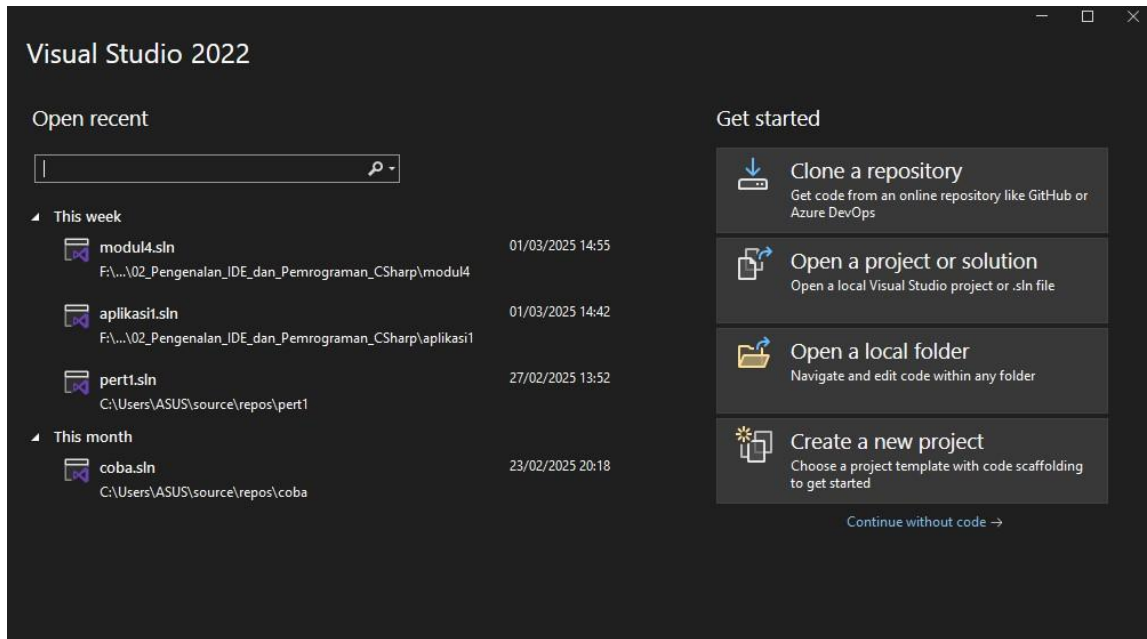 Visual Studio 2022
Open recent
This week
modul4.sln 01/03/2025 14:55
F:\...\02_Pengenalan_IDE_dan_Pemrograman_CSharp\modul4
aplikasi1.sln 01/03/2025 14:42
F:\...\02_Pengenalan_IDE_dan_Pemrograman_CSharp\aplikasi1
pert1.sln 27/02/2025 13:52
C:\Users\ASUS\source\repos\pert1
This month
coba.sln 23/02/2025 20:18
C:\Users\ASUS\source\repos\coba
Get started
Clone a repository
Get code from an online repository like GitHub or
Azure DevOps
Open a project or solution
Open a local Visual Studio project or .sln file
Open a local folder
Navigate and edit code within any folder
Create a new project
Choose a project template with code scaffolding
to get started
Continue without code →